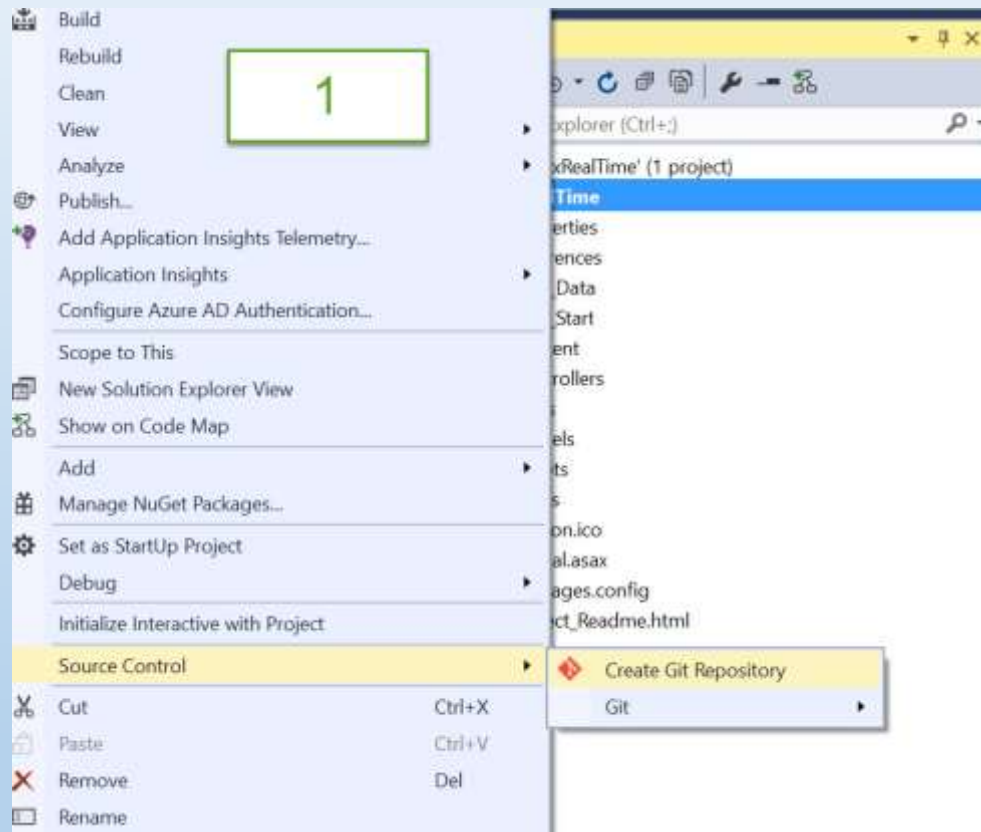 Build
Rebuild
1
Clean
View
Analyze
Publish...
Add Application Insights Telemetry...
Application Insights
Configure Azure AD Authentication...
Scope to This
New Solution Explorer View
Show on Code Map
Add
Manage NuGet Packages...
Set as StartUp Project
Debug
Initialize Interactive with Project
Source Control
Cut Ctrl+X
Paste Ctrl+V
Remove Del
Rename
xplorer (Ctrl+;)
xRealTime' (1 project)
Time
erties
ences
_Data
_Start
ent
rollers
s
els
ts
s
on.ico
al.asax
ages.config
ct_Readme.html
Create Git Repository
Git